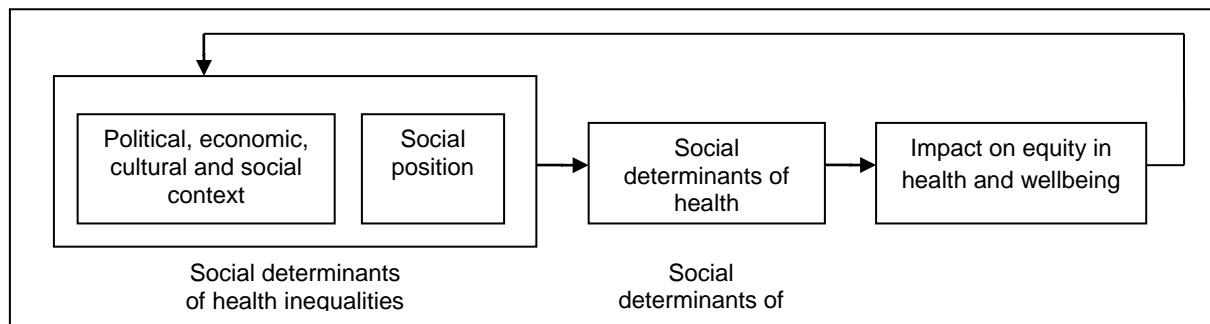 Political, economic,
cultural and social
context
Social
position
Social
determinants of
health
Impact on equity in
health and wellbeing
Social determinants
of health inequalities
Social
determinants of